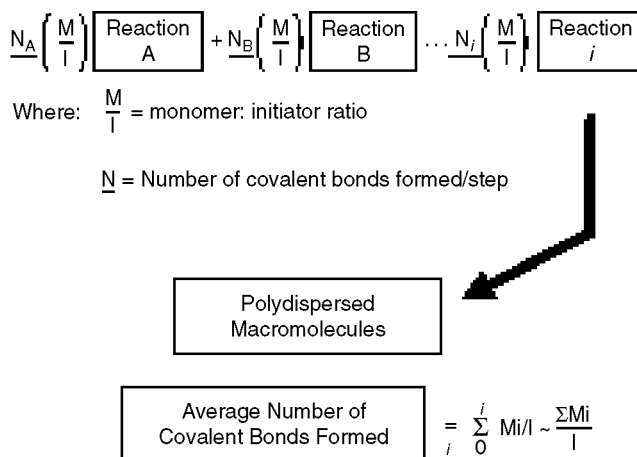 N_A (M/I) Reaction A + N_B (M/I) Reaction B ... N_i (M/I) Reaction i
Where: M/I = monomer: initiator ratio
N = Number of covalent bonds formed/step
Polydispersed
Macromolecules
Average Number of
Covalent Bonds Formed = i Σ i 0 Mi/I ~ ΣMi/I